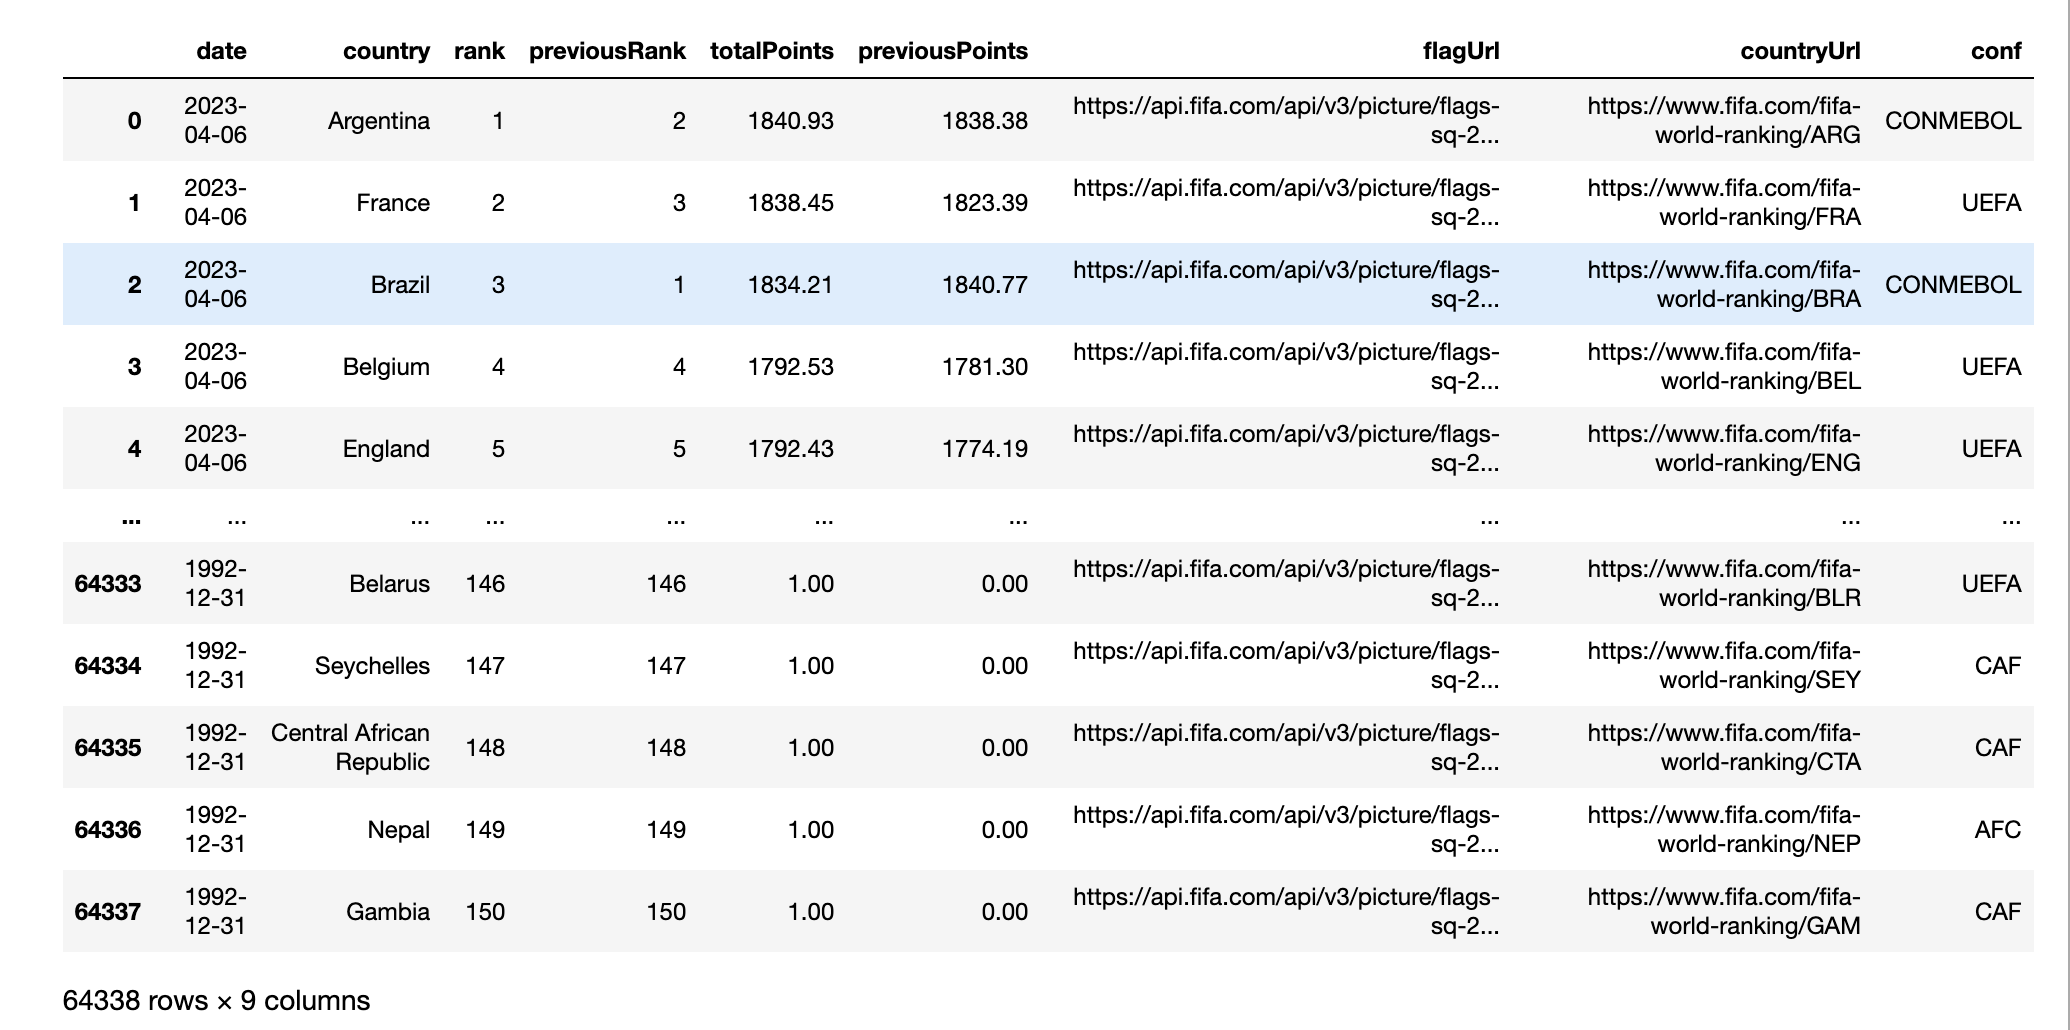 date country rank previousRank totalPoints previousPoints flagUrl countryUrl conf
0 2023-04-06 Argentina 1 2 1840.93 1838.38 https://api.fifa.com/api/v3/picture/flags-sq-2... https://www.fifa.com/fifa-world-ranking/ARG CONMEBOL
1 2023-04-06 France 2 3 1838.45 1823.39 https://api.fifa.com/api/v3/picture/flags-sq-2... https://www.fifa.com/fifa-world-ranking/FRA UEFA
2 2023-04-06 Brazil 3 1 1834.21 1840.77 https://api.fifa.com/api/v3/picture/flags-sq-2... https://www.fifa.com/fifa-world-ranking/BRA CONMEBOL
3 2023-04-06 Belgium 4 4 1792.53 1781.30 https://api.fifa.com/api/v3/picture/flags-sq-2... https://www.fifa.com/fifa-world-ranking/BEL UEFA
4 2023-04-06 England 5 5 1792.43 1774.19 https://api.fifa.com/api/v3/picture/flags-sq-2... https://www.fifa.com/fifa-world-ranking/ENG UEFA
... ... ... ... ... ... ... ... ... ...
64333 1992-12-31 Belarus 146 146 1.00 0.00 https://api.fifa.com/api/v3/picture/flags-sq-2... https://www.fifa.com/fifa-world-ranking/BLR UEFA
64334 1992-12-31 Seychelles 147 147 1.00 0.00 https://api.fifa.com/api/v3/picture/flags-sq-2... https://www.fifa.com/fifa-world-ranking/SEY CAF
64335 1992-12-31 Central African Republic 148 148 1.00 0.00 https://api.fifa.com/api/v3/picture/flags-sq-2... https://www.fifa.com/fifa-world-ranking/CTA CAF
64336 1992-12-31 Nepal 149 149 1.00 0.00 https://api.fifa.com/api/v3/picture/flags-sq-2... https://www.fifa.com/fifa-world-ranking/NEP AFC
64337 1992-12-31 Gambia 150 150 1.00 0.00 https://api.fifa.com/api/v3/picture/flags-sq-2... https://www.fifa.com/fifa-world-ranking/GAM CAF
64338 rows × 9 columns